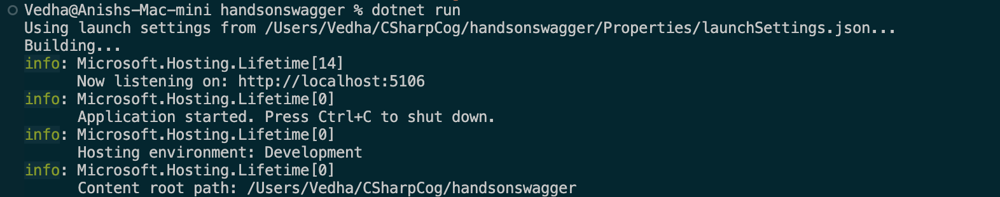 Vedha@Anishs-Mac-mini handsonswagger % dotnet run
Using launch settings from /Users/Vedha/CSharpCog/handsonswagger/Properties/launchSettings.json...
Building...
info: Microsoft.Hosting.Lifetime[14]
      Now listening on: http://localhost:5106
info: Microsoft.Hosting.Lifetime[0]
      Application started. Press Ctrl+C to shut down.
info: Microsoft.Hosting.Lifetime[0]
      Hosting environment: Development
info: Microsoft.Hosting.Lifetime[0]
      Content root path: /Users/Vedha/CSharpCog/handsonswagger